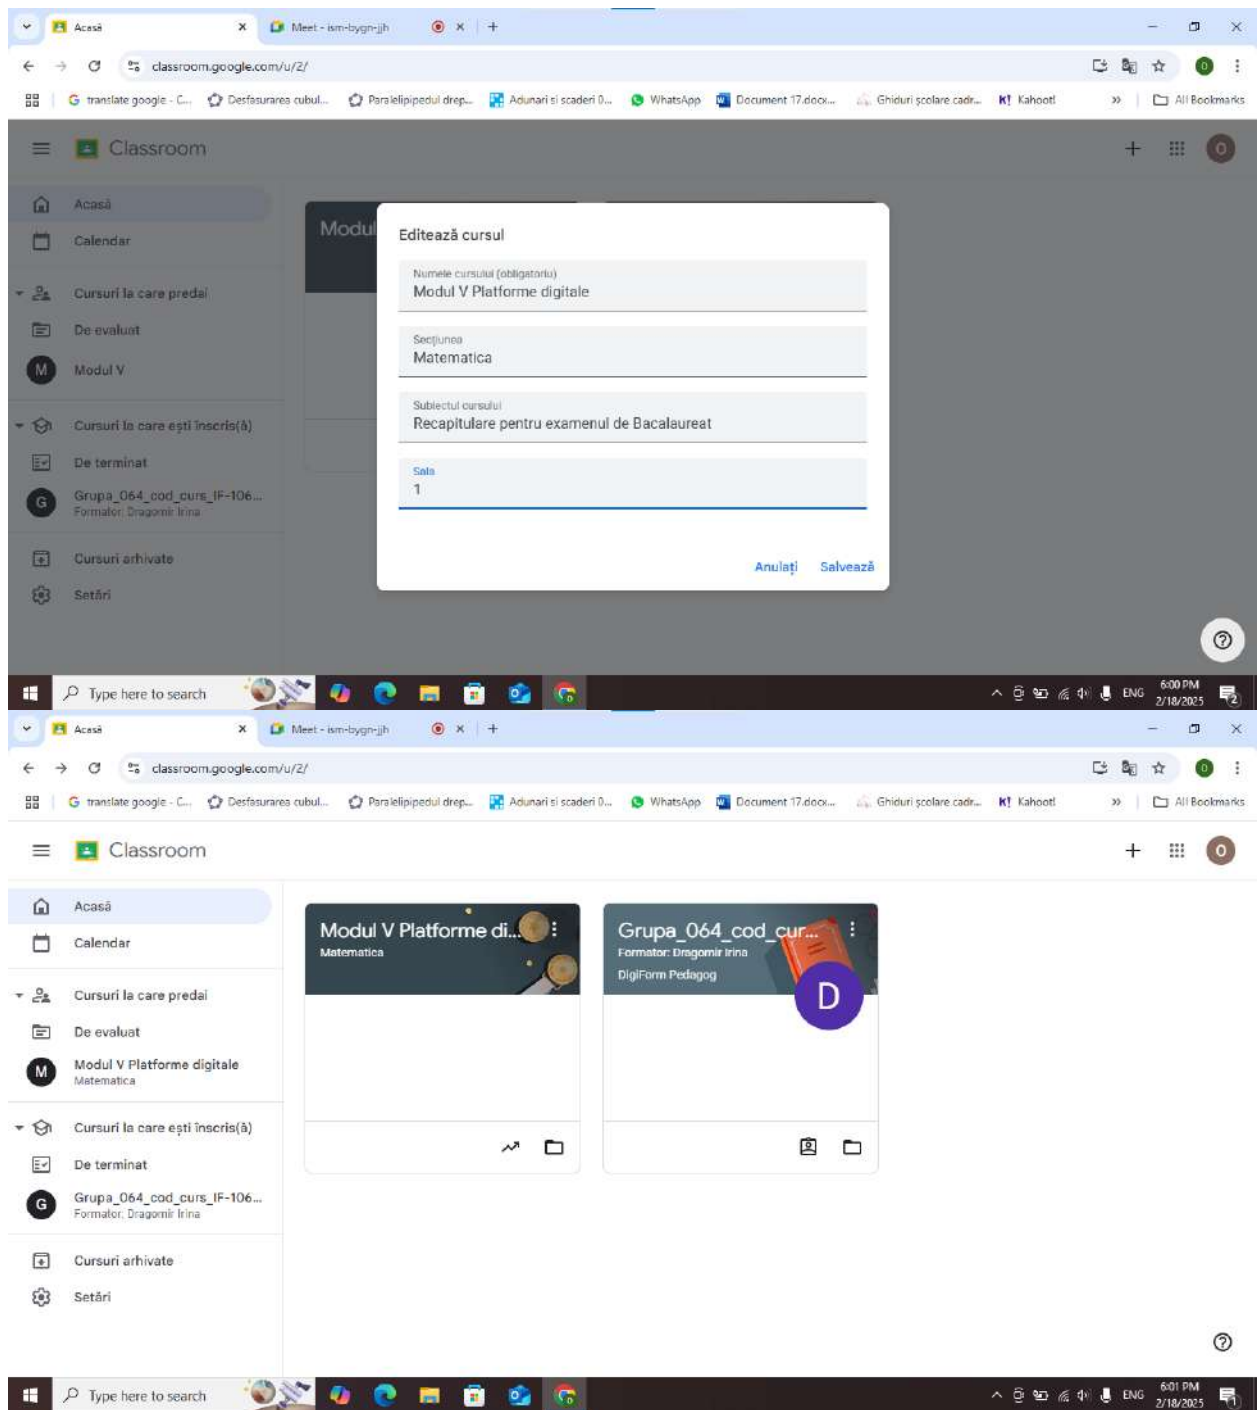 Acasă
Meet - ism-bygn-jjh
classroom.google.com/u/2/
translate google - C...
Desfasurarea cubul...
Paralelipipedul drep...
Adunari si scaderi 0...
WhatsApp
Document 17.docx...
Ghiduri școlare cadr...
K! Kahoot!
All Bookmarks
Classroom
O
Acasă
Calendar
Cursuri la care predai
De evaluat
M Modul V
Cursuri la care ești înscris(ă)
De terminat
G Grupa_064_cod_curs_IF-106...
Formator: Dragomir Irina
Cursuri arhivate
Setări
Modul
Editează cursul
Numele cursului (obligatoriu)
Modul V Platforme digitale
Secțiunea
Matematica
Subiectul cursului
Recapitulare pentru examenul de Bacalaureat
Sala
1
Anulați Salvează
Type here to search
ENG
6:00 PM
2/18/2025
2
Acasă
Meet - ism-bygn-jjh
classroom.google.com/u/2/
translate google - C...
Desfasurarea cubul...
Paralelipipedul drep...
Adunari si scaderi 0...
WhatsApp
Document 17.docx...
Ghiduri școlare cadr...
K! Kahoot!
All Bookmarks
Classroom
O
Acasă
Calendar
Cursuri la care predai
De evaluat
M Modul V Platforme digitale
Matematica
Cursuri la care ești înscris(ă)
De terminat
G Grupa_064_cod_curs_IF-106...
Formator: Dragomir Irina
Cursuri arhivate
Setări
Modul V Platforme di...
Matematica
Grupa_064_cod_cur...
Formator: Dragomir Irina
DigiForm Pedagog
D
Type here to search
ENG
6:01 PM
2/18/2025
1